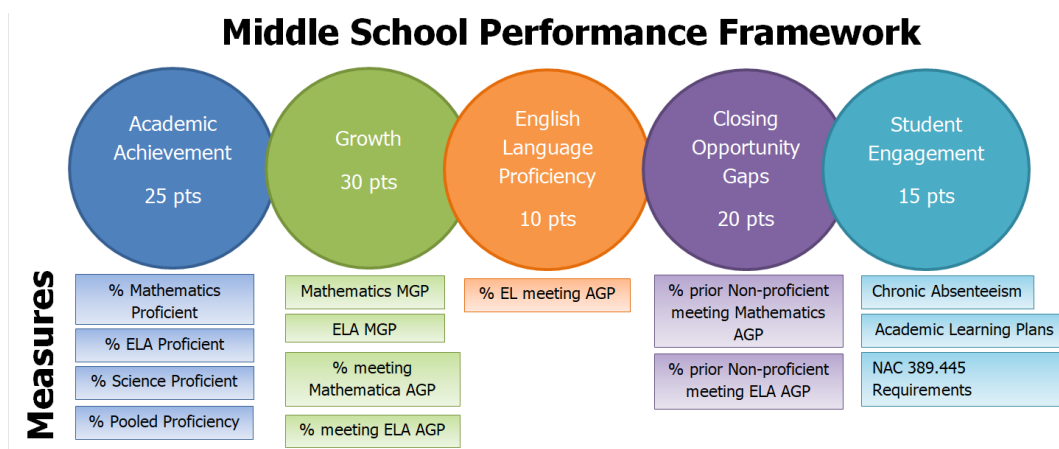 Middle School Performance Framework
Academic
Achievement
25 pts
Growth
30 pts
English
Language
Proficiency
10 pts
Closing
Opportunity
Gaps
20 pts
Student
Engagement
15 pts
Measures
% Mathematics
Proficient
% ELA Proficient
% Science Proficient
% Pooled Proficiency
Mathematics MGP
ELA MGP
% meeting
Mathematica AGP
% meeting ELA AGP
% EL meeting AGP
% prior Non-proficient
meeting Mathematics
AGP
% prior Non-proficient
meeting ELA AGP
Chronic Absenteeism
Academic Learning Plans
NAC 389.445
Requirements